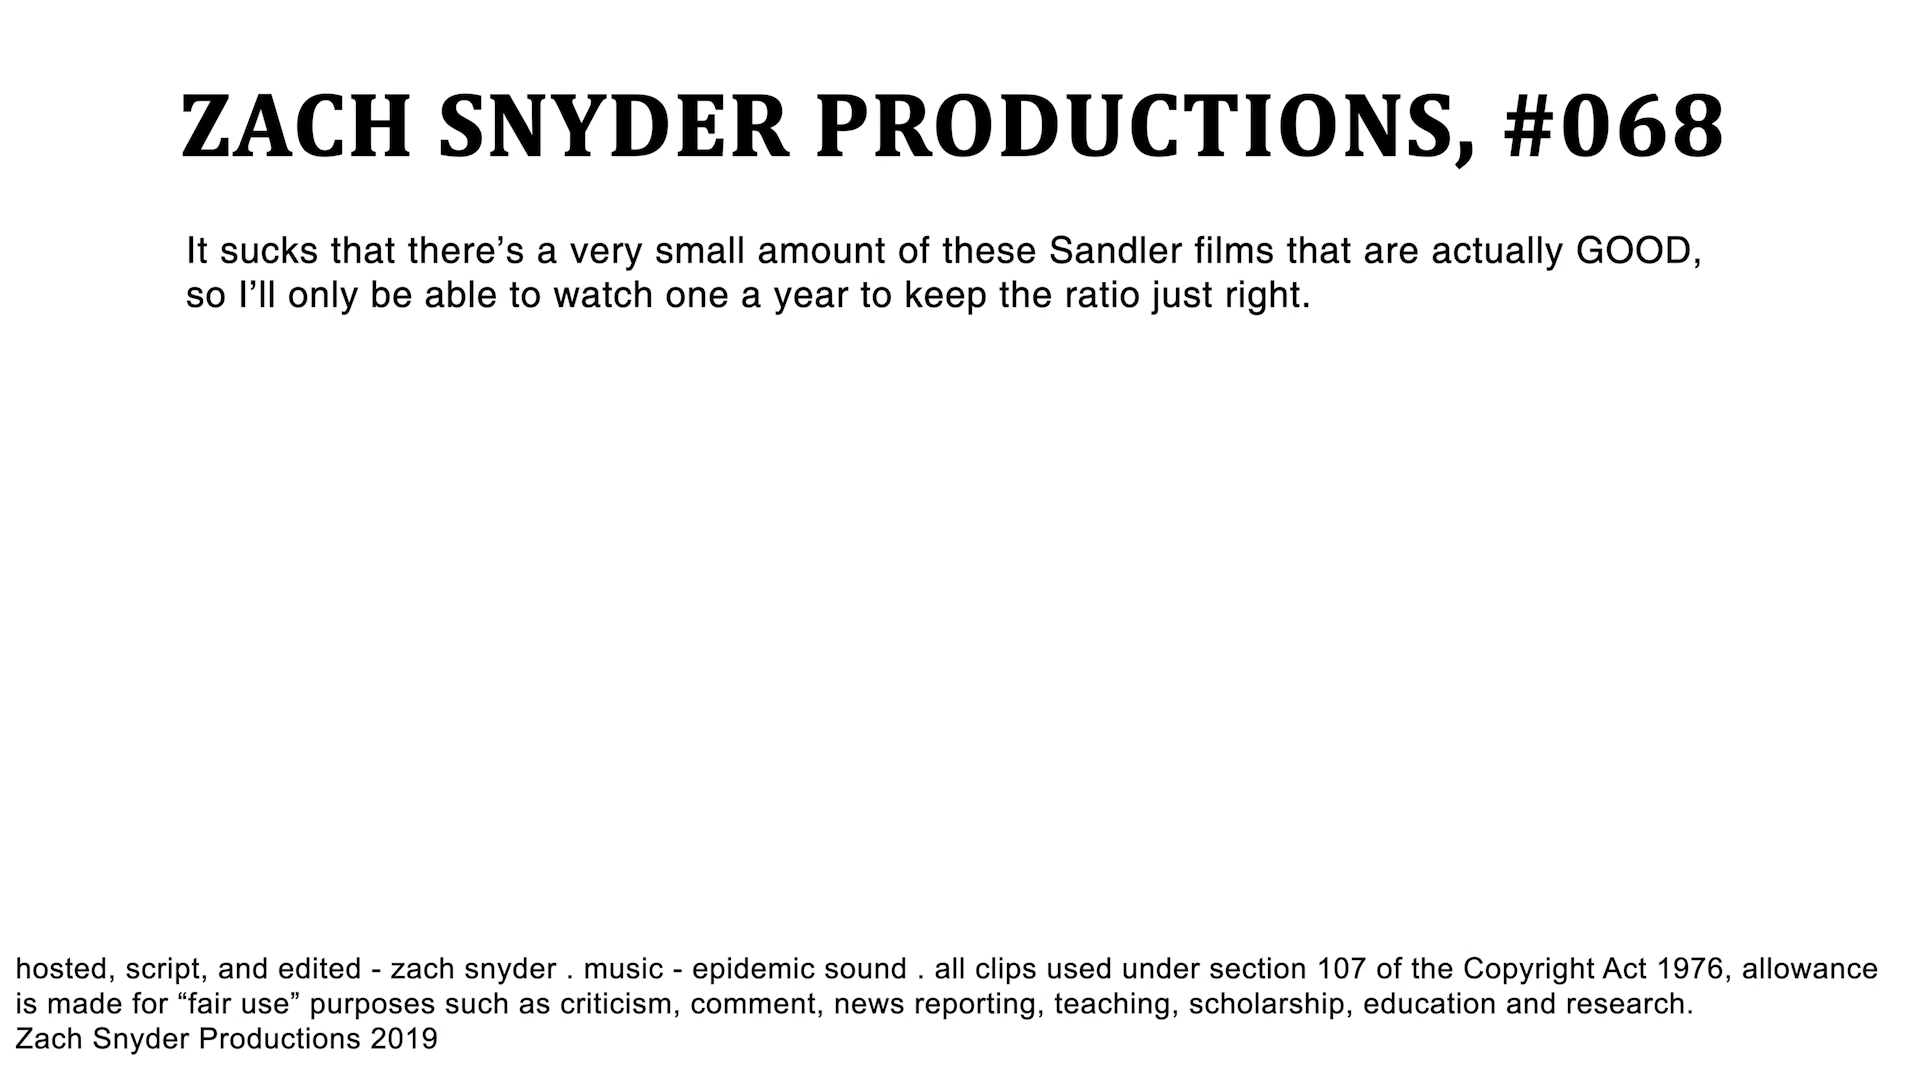 ZACH SNYDER PRODUCTIONS, #068
It sucks that there’s a very small amount of these Sandler films that are actually GOOD,
so I’ll only be able to watch one a year to keep the ratio just right.
hosted, script, and edited - zach snyder . music - epidemic sound . all clips used under section 107 of the Copyright Act 1976, allowance
is made for “fair use” purposes such as criticism, comment, news reporting, teaching, scholarship, education and research.
Zach Snyder Productions 2019